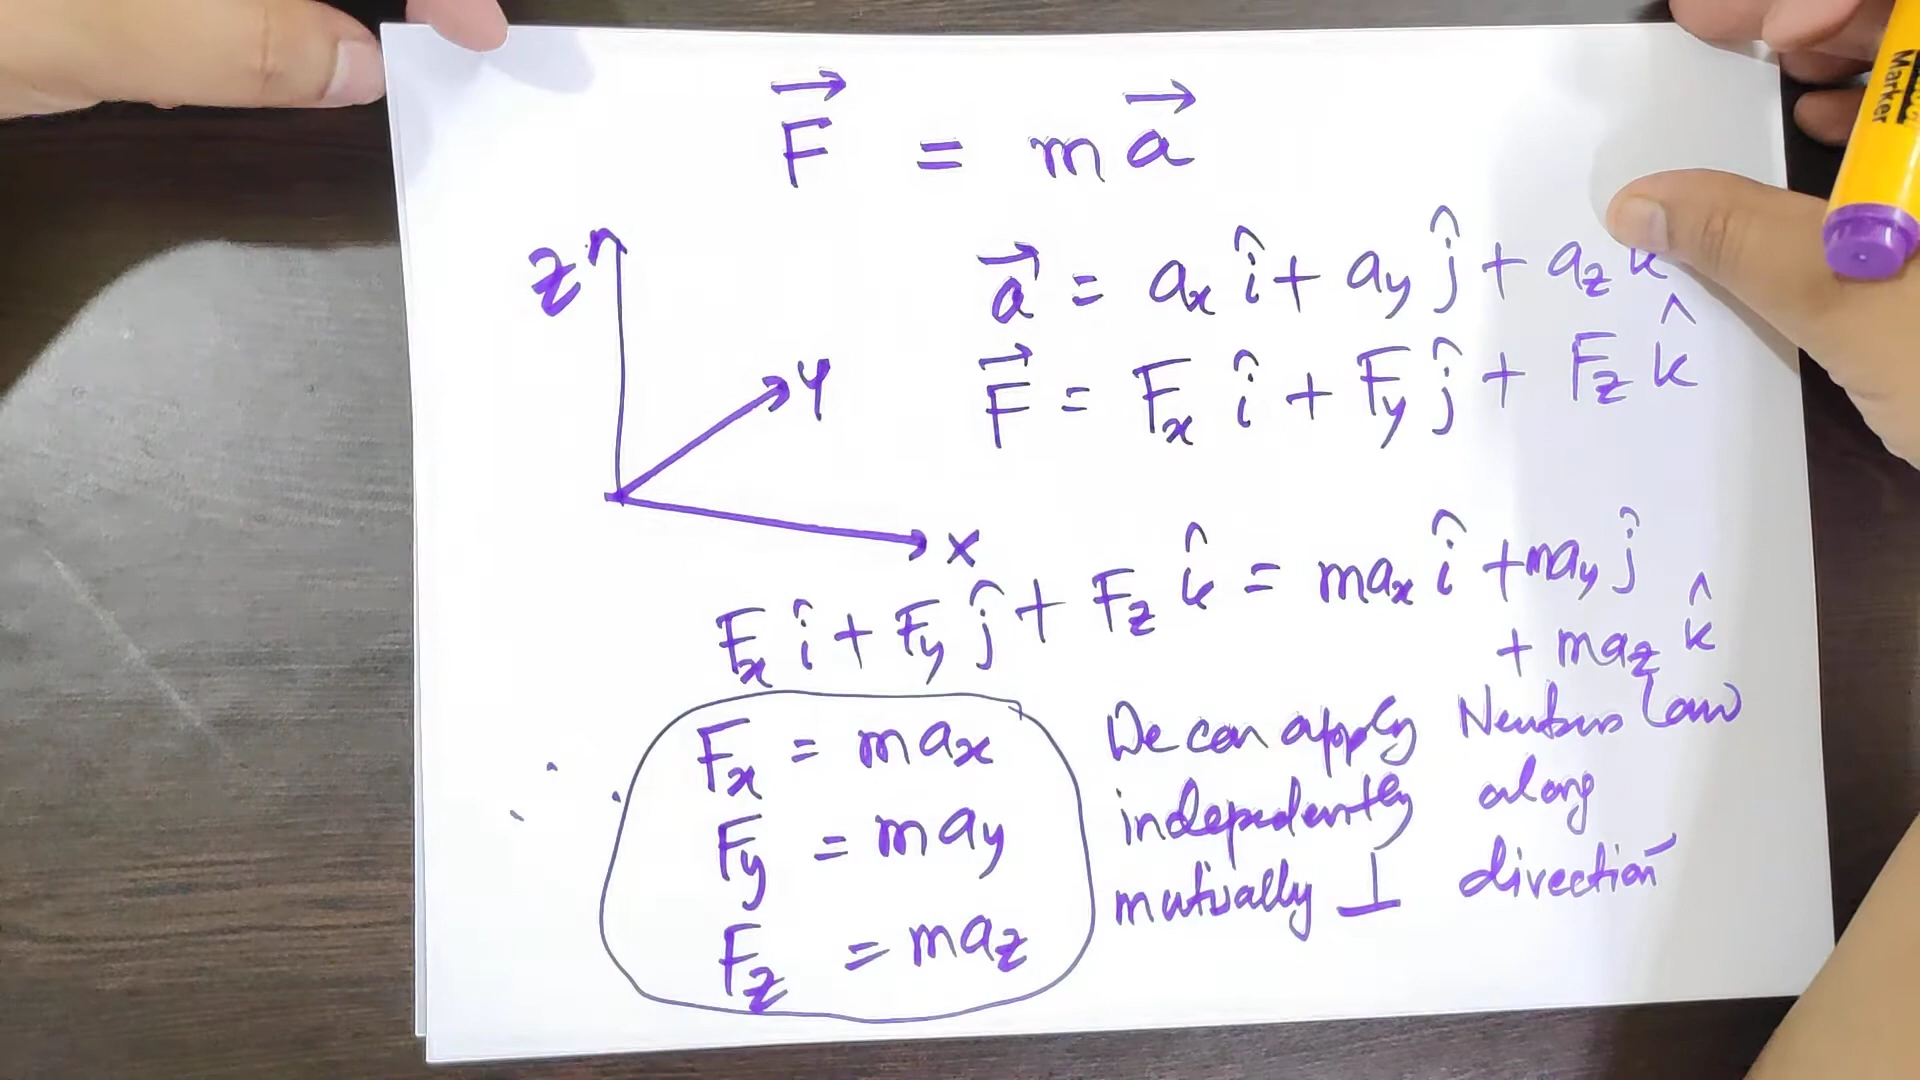 F⃗ = m a⃗
Z
Y
X
a⃗ = aₓ î + a_y ĵ + a_z k
F⃗ = Fₓ î + F_y ĵ + F_z k̂
Fₓ î + F_y ĵ + F_z k̂ = maₓ î + ma_y ĵ
+ ma_z k̂
∴ Fₓ = maₓ
F_y = ma_y
F_z = ma_z
We can apply Newtons law
independently along
mutually ⊥ direction
Marker